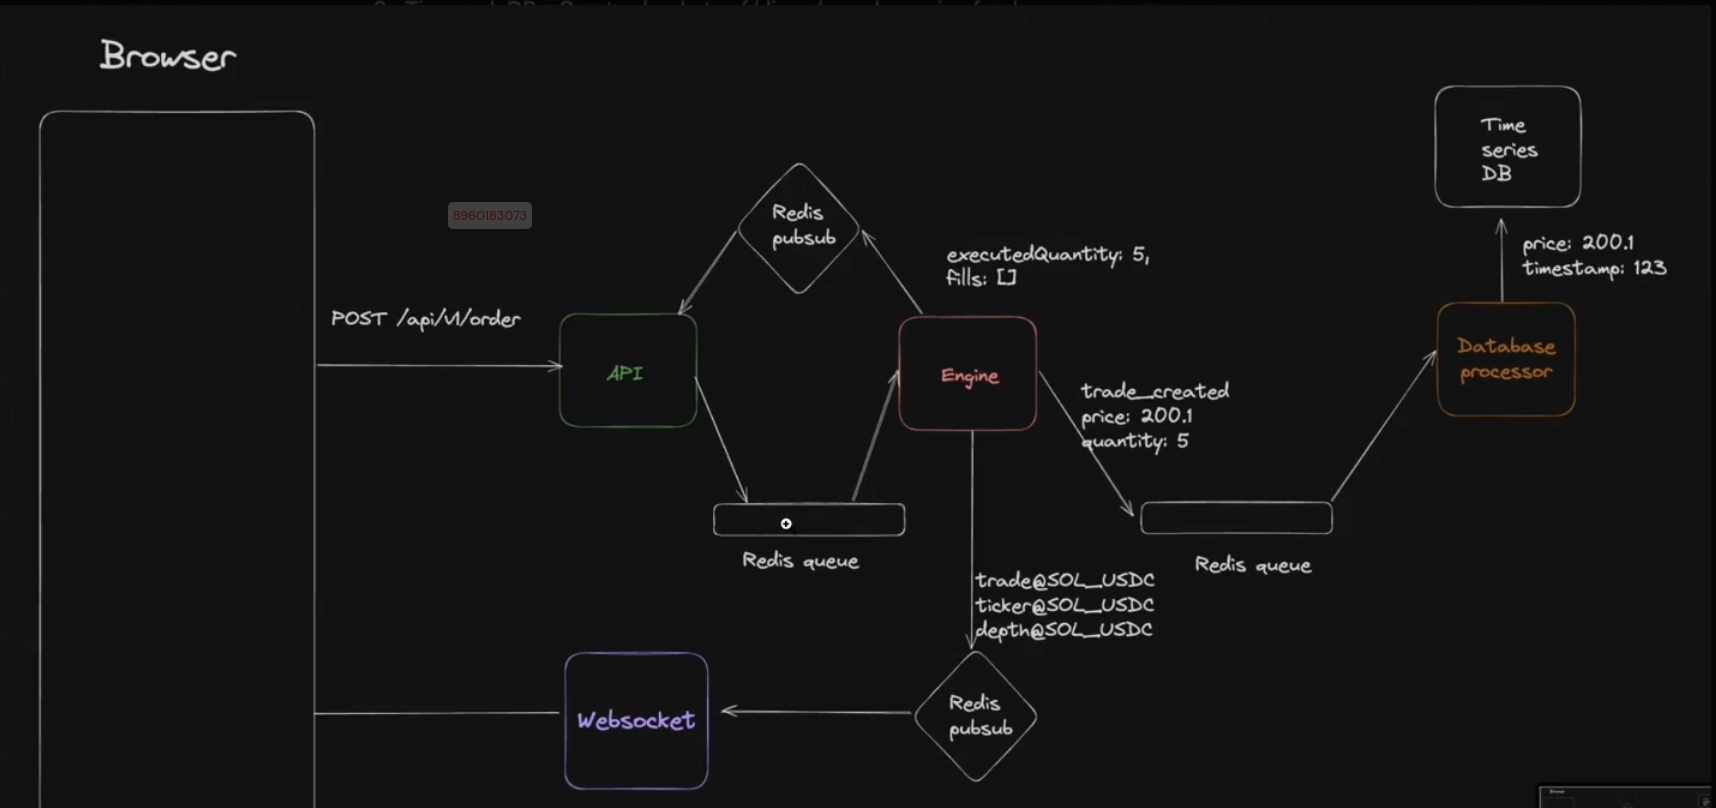 Browser
Time
series
DB
8960183073
Redis
pubsub
price: 200.1
timestamp: 123
executedQuantity: 5,
fills: []
POST /api/v1/order
API
Engine
Database
processor
trade_created
price: 200.1
quantity: 5
Redis queue
Redis queue
trade@SOL_USDC
ticker@SOL_USDC
depth@SOL_USDC
Websocket
Redis
pubsub